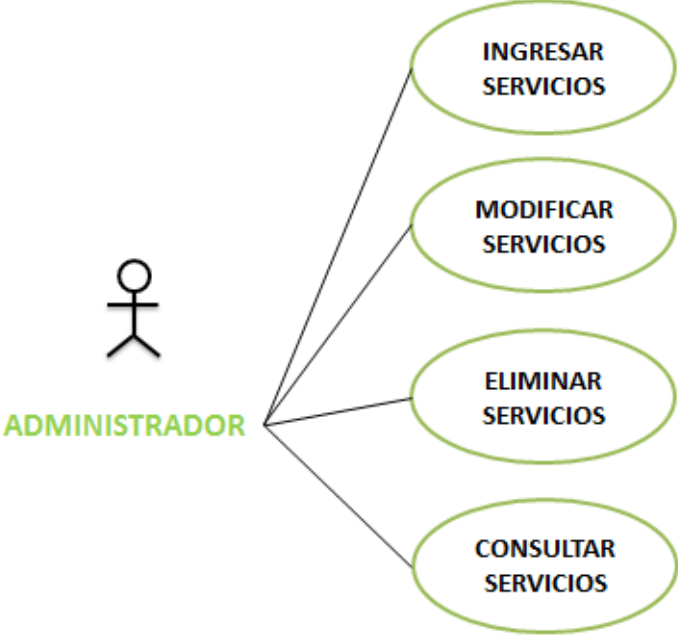 INGRESAR
SERVICIOS
MODIFICAR
SERVICIOS
ELIMINAR
SERVICIOS
ADMINISTRADOR
CONSULTAR
SERVICIOS